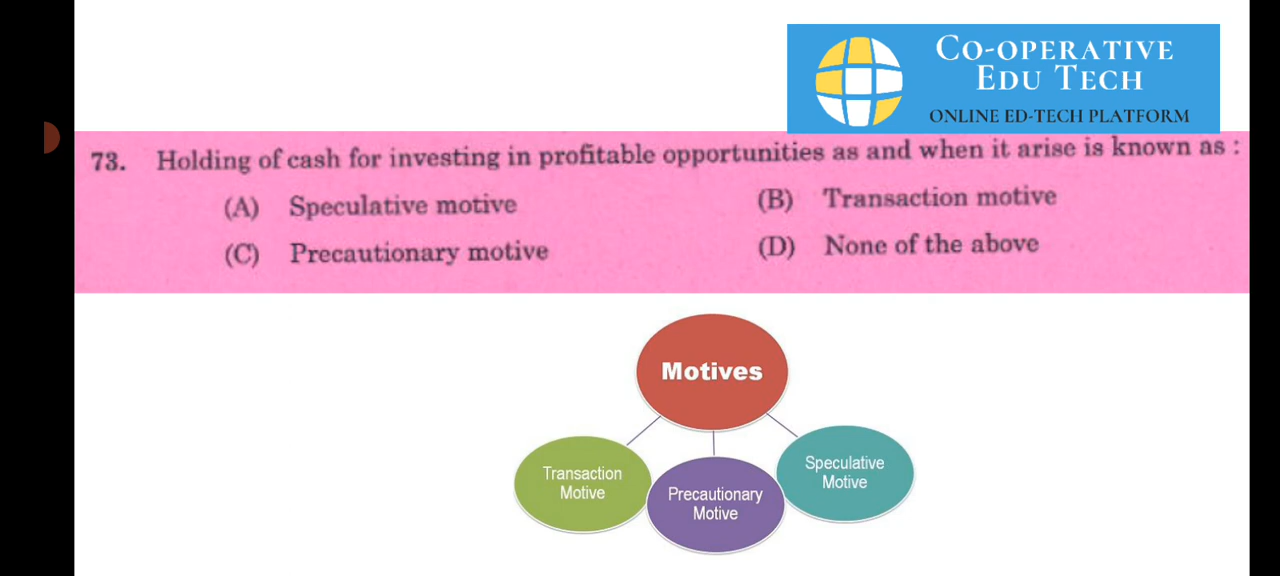 CO-OPERATIVE
EDU TECH
ONLINE ED-TECH PLATFORM
73. Holding of cash for investing in profitable opportunities as and when it arise is known as :
(A) Speculative motive (B) Transaction motive
(C) Precautionary motive (D) None of the above
Motives
Transaction
Motive
Precautionary
Motive
Speculative
Motive